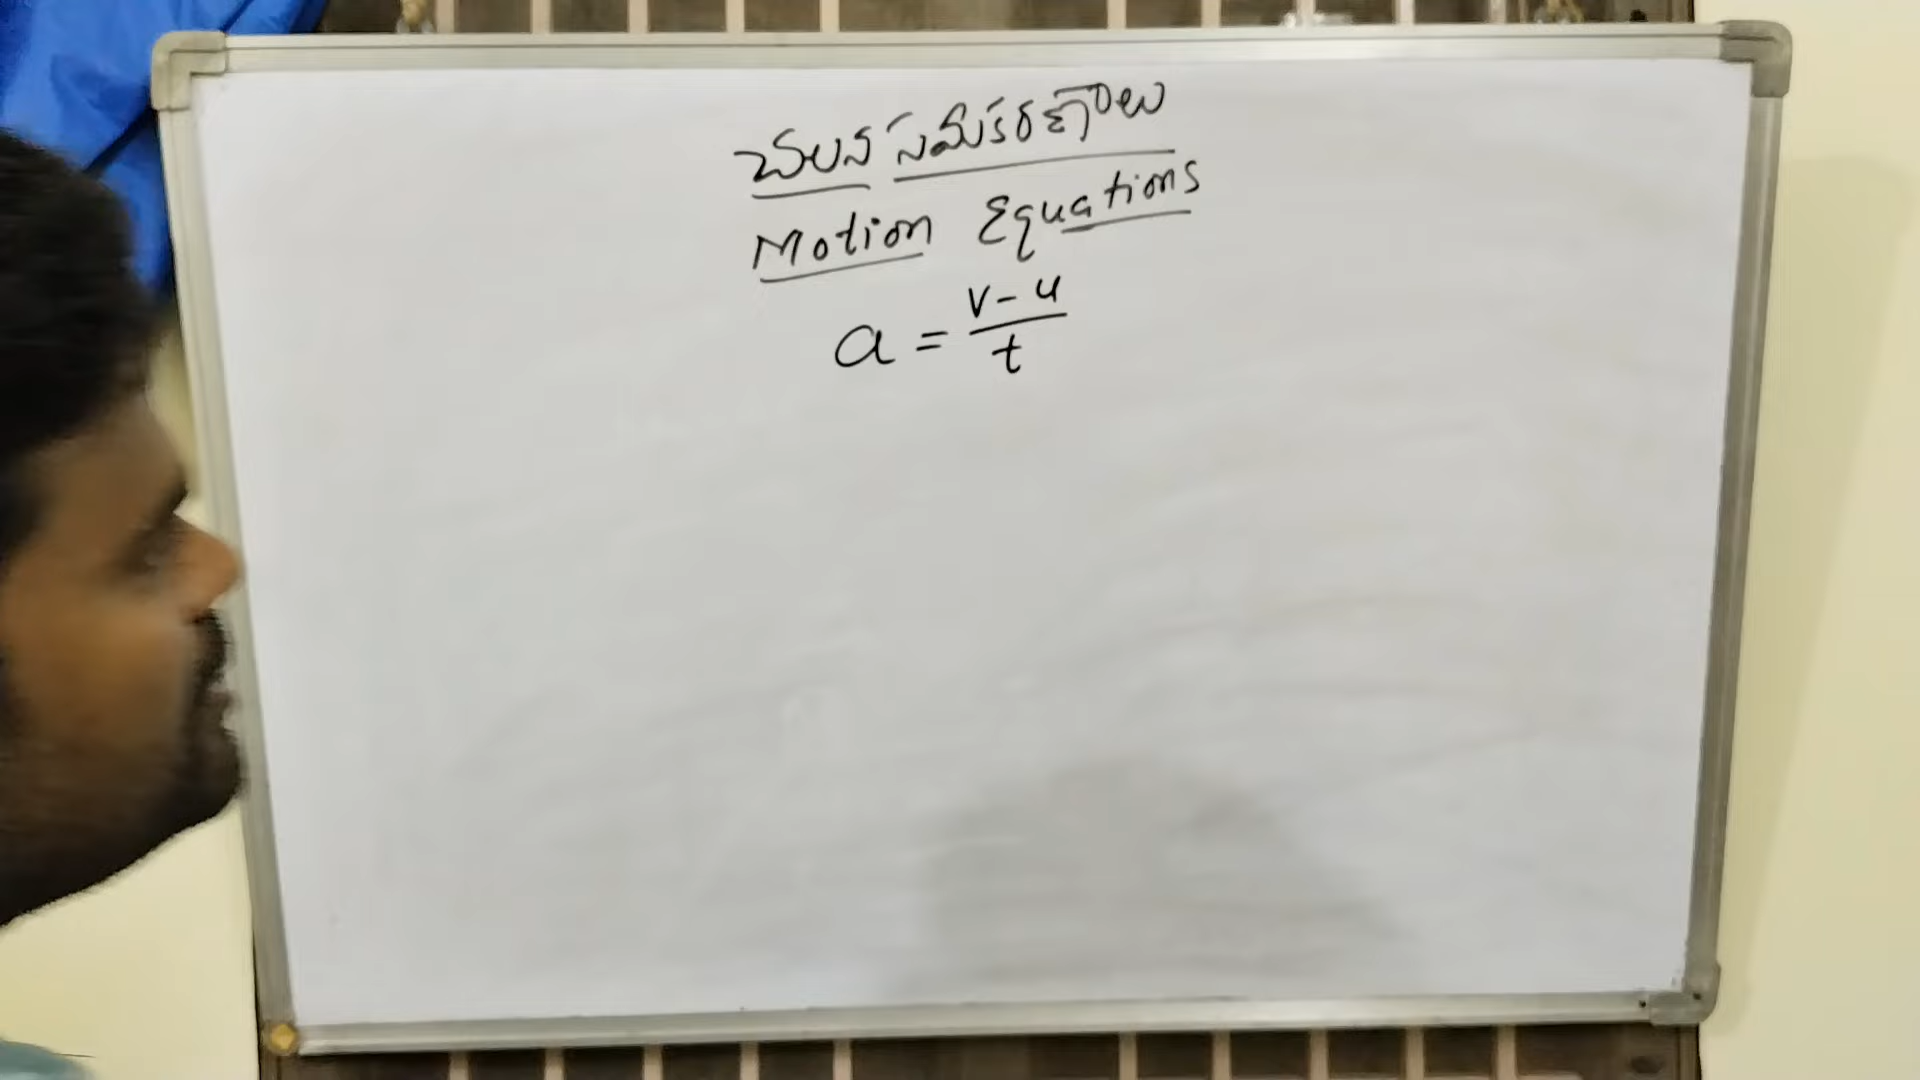 చలన సమీకరణాలు
Motion Equations
a = v - u / t